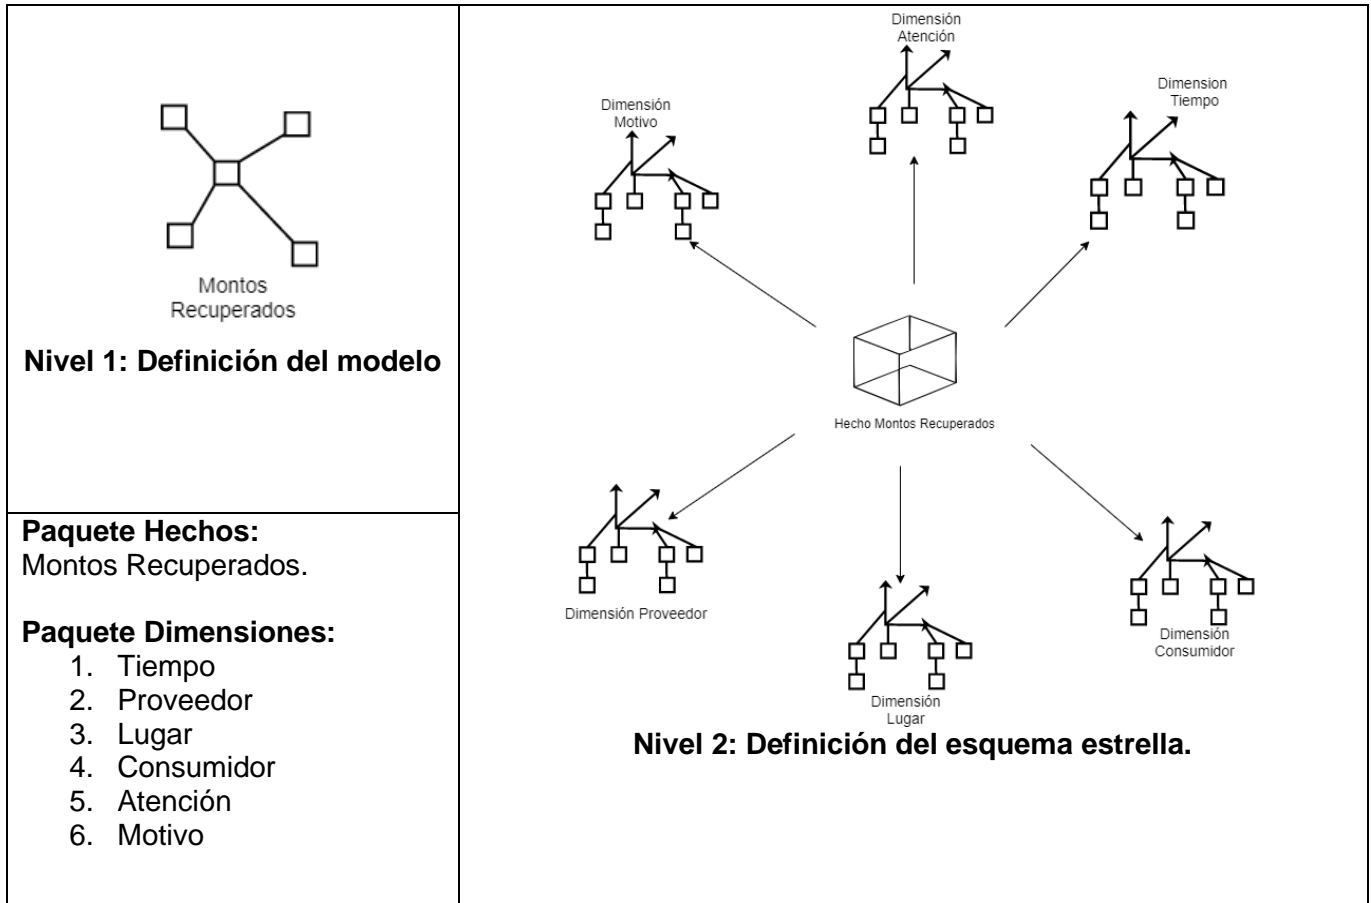 Montos
Recuperados
Nivel 1: Definición del modelo
Paquete Hechos:
Montos Recuperados.
Paquete Dimensiones:
1. Tiempo
2. Proveedor
3. Lugar
4. Consumidor
5. Atención
6. Motivo
Dimensión
Atención
Dimensión
Motivo
Dimension
Tiempo
Hecho Montos Recuperados
Dimensión Proveedor
Dimensión
Consumidor
Dimensión
Lugar
Nivel 2: Definición del esquema estrella.